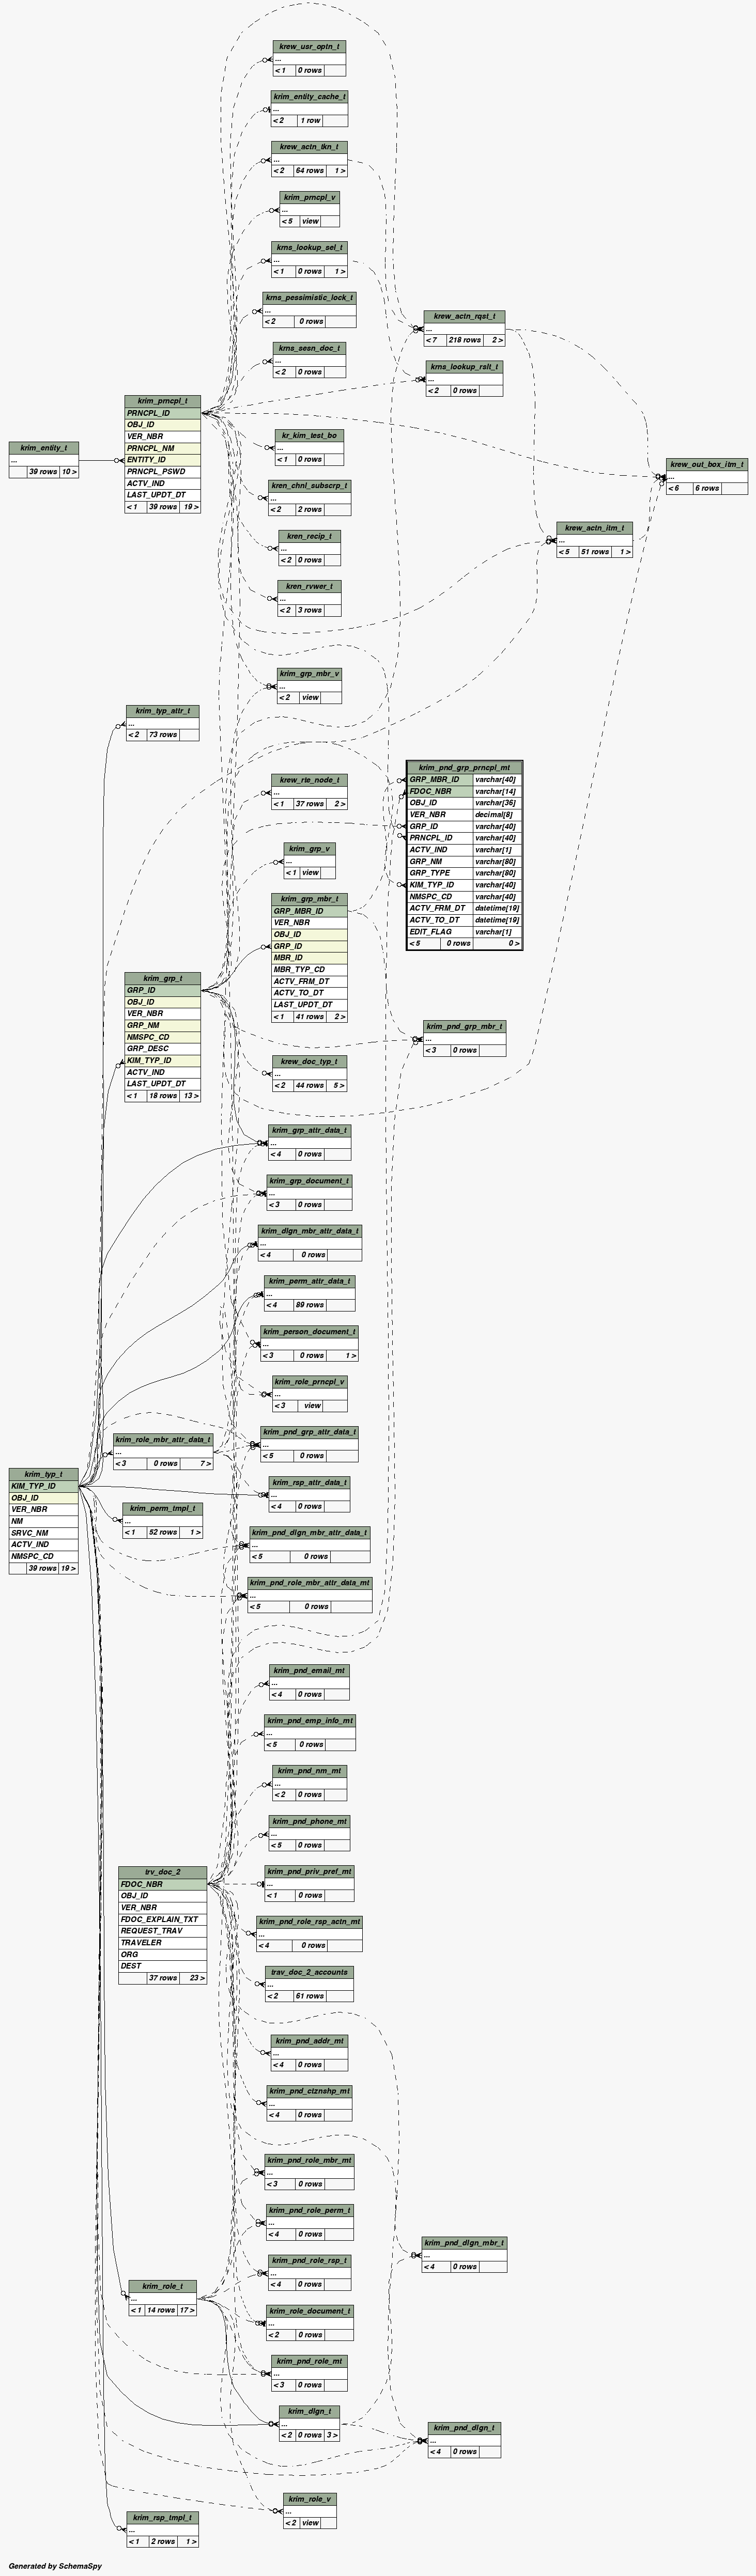 krew_usr_optn_t
...
< 1 0 rows
krim_entity_cache_t
...
< 2 1 row
krew_actn_tkn_t
...
< 2 64 rows 1 >
krim_prncpl_v
...
< 5 view
krns_lookup_sel_t
...
< 1 0 rows 1 >
krns_pessimistic_lock_t
...
< 2 0 rows
krew_actn_rqst_t
...
< 7 218 rows 2 >
krns_sesn_doc_t
...
< 2 0 rows
krns_lookup_rslt_t
...
< 2 0 rows
krim_prncpl_t
PRNCPL_ID
OBJ_ID
VER_NBR
PRNCPL_NM
ENTITY_ID
PRNCPL_PSWD
ACTV_IND
LAST_UPDT_DT
< 1 39 rows 19 >
krim_entity_t
...
39 rows 10 >
kr_kim_test_bo
...
< 1 0 rows
krew_out_box_itm_t
...
< 6 6 rows
kren_chnl_subscrp_t
...
< 2 2 rows
krew_actn_itm_t
...
< 5 51 rows 1 >
kren_recip_t
...
< 2 0 rows
kren_rvwer_t
...
< 2 3 rows
krim_grp_mbr_v
...
< 2 view
krim_typ_attr_t
...
< 2 73 rows
krim_pnd_grp_prncpl_mt
GRP_MBR_ID varchar[40]
FDOC_NBR varchar[14]
OBJ_ID varchar[36]
VER_NBR decimal[8]
GRP_ID varchar[40]
PRNCPL_ID varchar[40]
ACTV_IND varchar[1]
GRP_NM varchar[80]
GRP_TYPE varchar[80]
KIM_TYP_ID varchar[40]
NMSPC_CD varchar[40]
ACTV_FRM_DT datetime[19]
ACTV_TO_DT datetime[19]
EDIT_FLAG varchar[1]
< 5 0 rows 0 >
krew_rte_node_t
...
< 1 37 rows 2 >
krim_grp_v
...
< 1 view
krim_grp_mbr_t
GRP_MBR_ID
VER_NBR
OBJ_ID
GRP_ID
MBR_ID
MBR_TYP_CD
ACTV_FRM_DT
ACTV_TO_DT
LAST_UPDT_DT
< 1 41 rows 2 >
krim_grp_t
GRP_ID
OBJ_ID
VER_NBR
GRP_NM
NMSPC_CD
GRP_DESC
KIM_TYP_ID
ACTV_IND
LAST_UPDT_DT
< 1 18 rows 13 >
krim_pnd_grp_mbr_t
...
< 3 0 rows
krew_doc_typ_t
...
< 2 44 rows 5 >
krim_grp_attr_data_t
...
< 4 0 rows
krim_grp_document_t
...
< 3 0 rows
krim_dlgn_mbr_attr_data_t
...
< 4 0 rows
krim_perm_attr_data_t
...
< 4 89 rows
krim_person_document_t
...
< 3 0 rows 1 >
krim_role_prncpl_v
...
< 3 view
krim_pnd_grp_attr_data_t
...
< 5 0 rows
krim_role_mbr_attr_data_t
...
< 3 0 rows 7 >
krim_typ_t
KIM_TYP_ID
OBJ_ID
VER_NBR
NM
SRVC_NM
ACTV_IND
NMSPC_CD
39 rows 19 >
krim_rsp_attr_data_t
...
< 4 0 rows
krim_perm_tmpl_t
...
< 1 52 rows 1 >
krim_pnd_dlgn_mbr_attr_data_t
...
< 5 0 rows
krim_pnd_role_mbr_attr_data_mt
...
< 5 0 rows
krim_pnd_email_mt
...
< 4 0 rows
krim_pnd_emp_info_mt
...
< 5 0 rows
krim_pnd_nm_mt
...
< 2 0 rows
krim_pnd_phone_mt
...
< 5 0 rows
trv_doc_2
FDOC_NBR
OBJ_ID
VER_NBR
FDOC_EXPLAIN_TXT
REQUEST_TRAV
TRAVELER
ORG
DEST
37 rows 23 >
krim_pnd_priv_pref_mt
...
< 1 0 rows
krim_pnd_role_rsp_actn_mt
...
< 4 0 rows
trav_doc_2_accounts
...
< 2 61 rows
krim_pnd_addr_mt
...
< 4 0 rows
krim_pnd_ctznshp_mt
...
< 4 0 rows
krim_pnd_role_mbr_mt
...
< 3 0 rows
krim_pnd_role_perm_t
...
< 4 0 rows
krim_pnd_dlgn_mbr_t
...
< 4 0 rows
krim_pnd_role_rsp_t
...
< 4 0 rows
krim_role_t
...
< 1 14 rows 17 >
krim_role_document_t
...
< 2 0 rows
krim_pnd_role_mt
...
< 3 0 rows
krim_dlgn_t
...
< 2 0 rows 3 >
krim_pnd_dlgn_t
...
< 4 0 rows
krim_role_v
...
< 2 view
krim_rsp_tmpl_t
...
< 1 2 rows 1 >
Generated by SchemaSpy